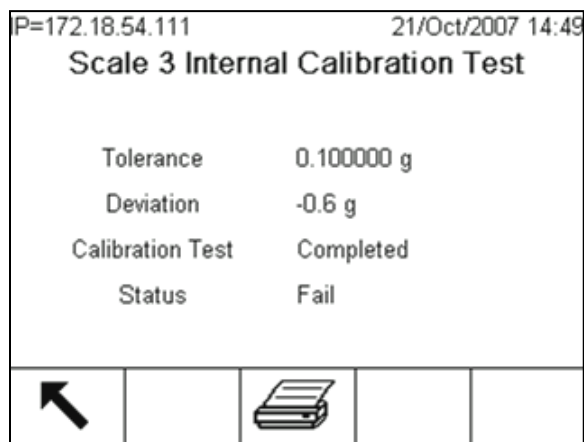 IP=172.18.54.111 21/Oct/2007 14:49
Scale 3 Internal Calibration Test
Tolerance 0.100000 g
Deviation -0.6 g
Calibration Test Completed
Status Fail